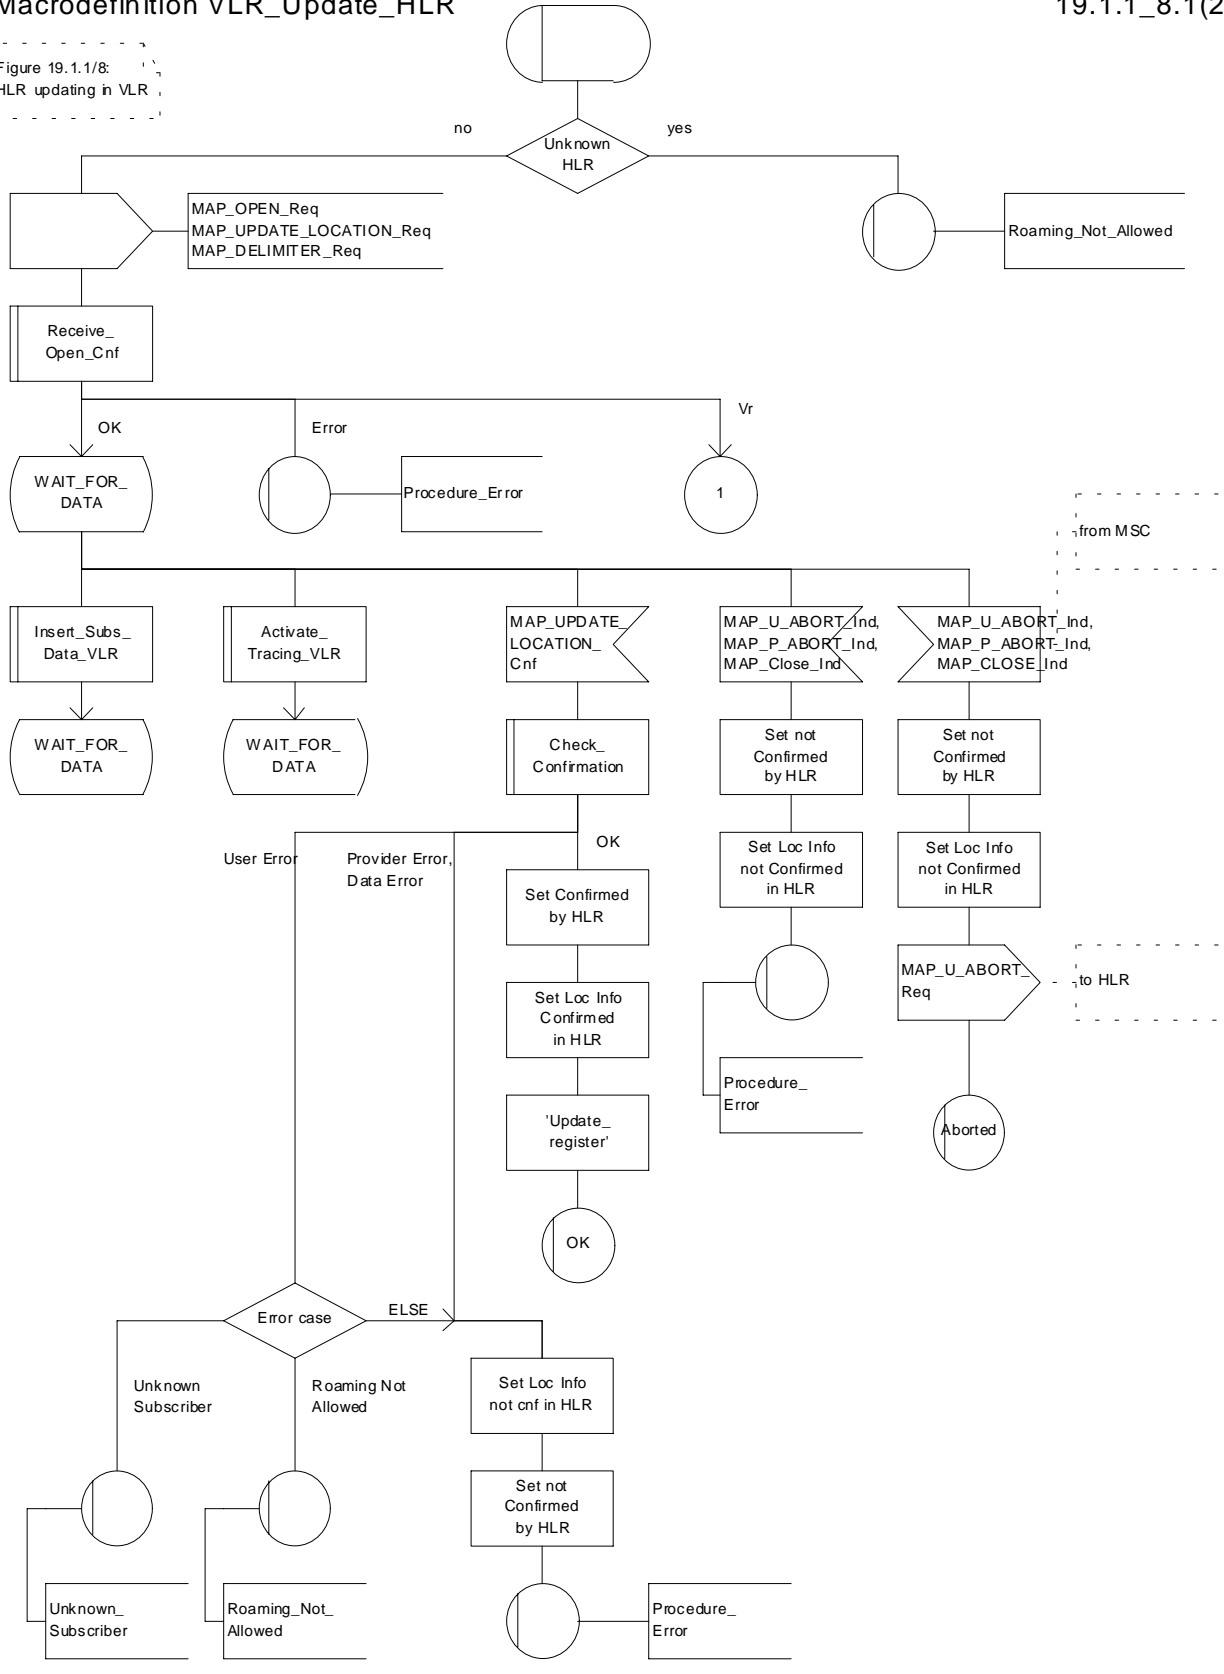 Macrodefinition VLR_Update_HLR
19.1.1_8.1(2
Figure 19.1.1/8:
HLR updating in VLR
no
yes
Unknown
HLR
MAP_OPEN_Req
MAP_UPDATE_LOCATION_Req
MAP_DELIMITER_Req
Roaming_Not_Allowed
Receive_
Open_Cnf
OK
Error
Vr
WAIT_FOR_
DATA
Procedure_Error
1
from MSC
Insert_Subs_
Data_VLR
Activate_
Tracing_VLR
MAP_UPDATE_
LOCATION_
Cnf
MAP_U_ABORT_Ind,
MAP_P_ABORT_Ind,
MAP_Close_Ind
MAP_U_ABORT_Ind,
MAP_P_ABORT_Ind,
MAP_CLOSE_Ind
WAIT_FOR_
DATA
WAIT_FOR_
DATA
Check_
Confirmation
Set not
Confirmed
by HLR
Set not
Confirmed
by HLR
User Error
Provider Error,
Data Error
OK
Set Loc Info
not Confirmed
in HLR
Set Loc Info
not Confirmed
in HLR
Set Confirmed
by HLR
MAP_U_ABORT_
Req
to HLR
Set Loc Info
Confirmed
in HLR
Procedure_
Error
'Update_
register'
Aborted
OK
Error case
ELSE
Unknown
Subscriber
Roaming Not
Allowed
Set Loc Info
not cnf in HLR
Set not
Confirmed
by HLR
Unknown_
Subscriber
Roaming_Not_
Allowed
Procedure_
Error